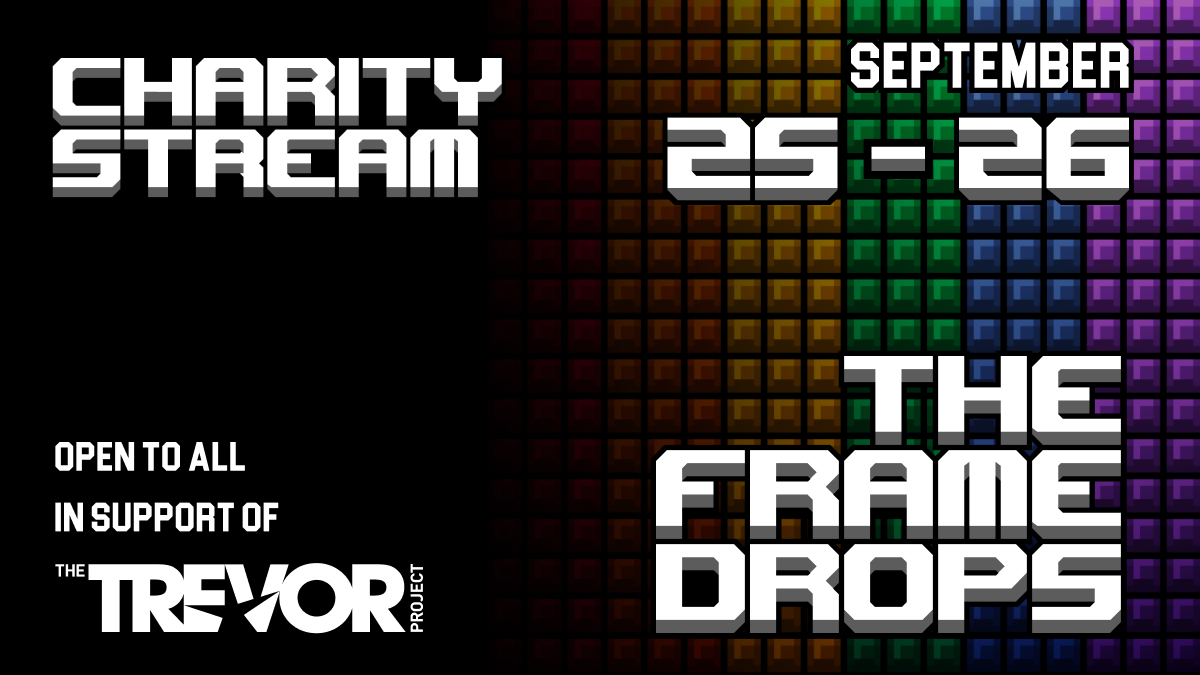 CHARITY
STREAM
SEPTEMBER
25 - 26
OPEN TO ALL
IN SUPPORT OF
THE TREVOR PROJECT
THE
FRAME
DROPS